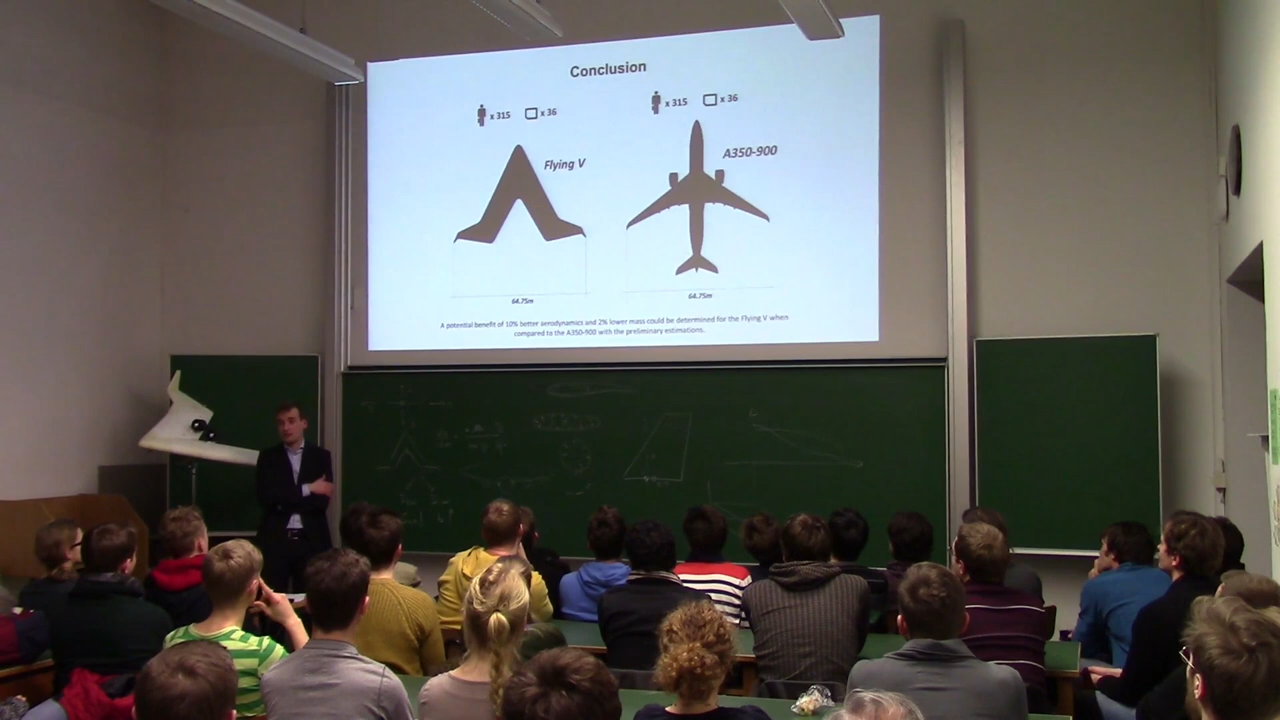 Conclusion
x 315 x 36
x 315 x 36
Flying V
A350-900
64.75m
64.75m
A potential benefit of 10% better aerodynamics and 2% lower mass could be determined for the Flying V when
compared to the A350-900 with the preliminary estimations.